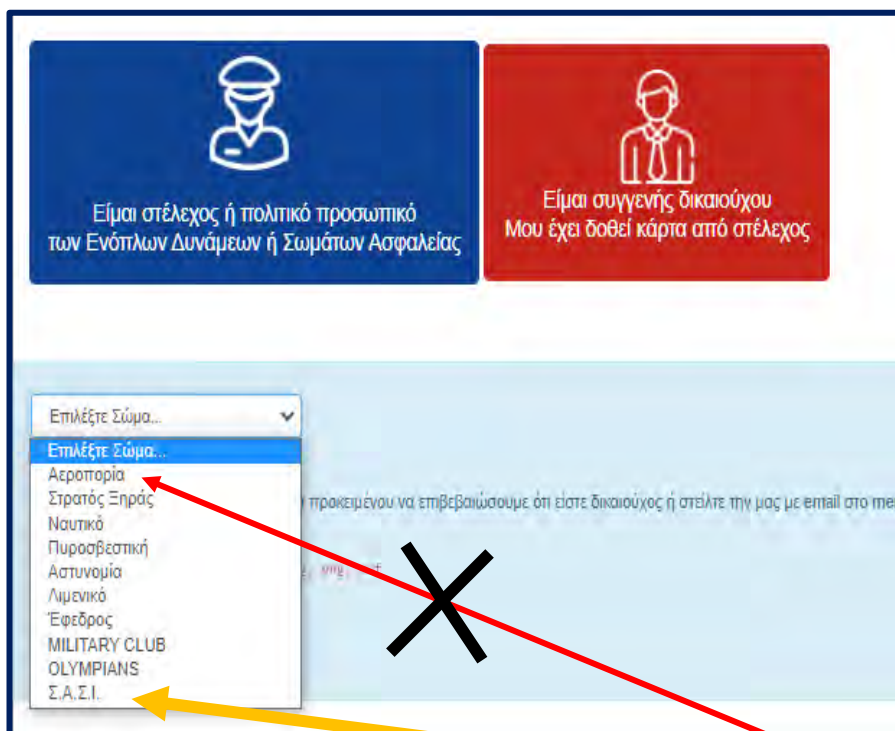 Είμαι στέλεχος ή πολιτικό προσωπικό
των Ενόπλων Δυνάμεων ή Σωμάτων Ασφαλείας
Είμαι συγγενής δικαιούχου
Μου έχει δοθεί κάρτα από στέλεχος
Επιλέξτε Σώμα...
Επιλέξτε Σώμα...
Αεροπορία
Στρατός Ξηράς
προκειμένου να επιβεβαιώσουμε ότι είστε δικαιούχος ή στείλτε την μας με email στο me
Ναυτικό
Πυροσβεστική
Αστυνομία
Λιμενικό
Έφεδρος
MILITARY CLUB
OLYMPIANS
Σ.Α.Σ.Ι.